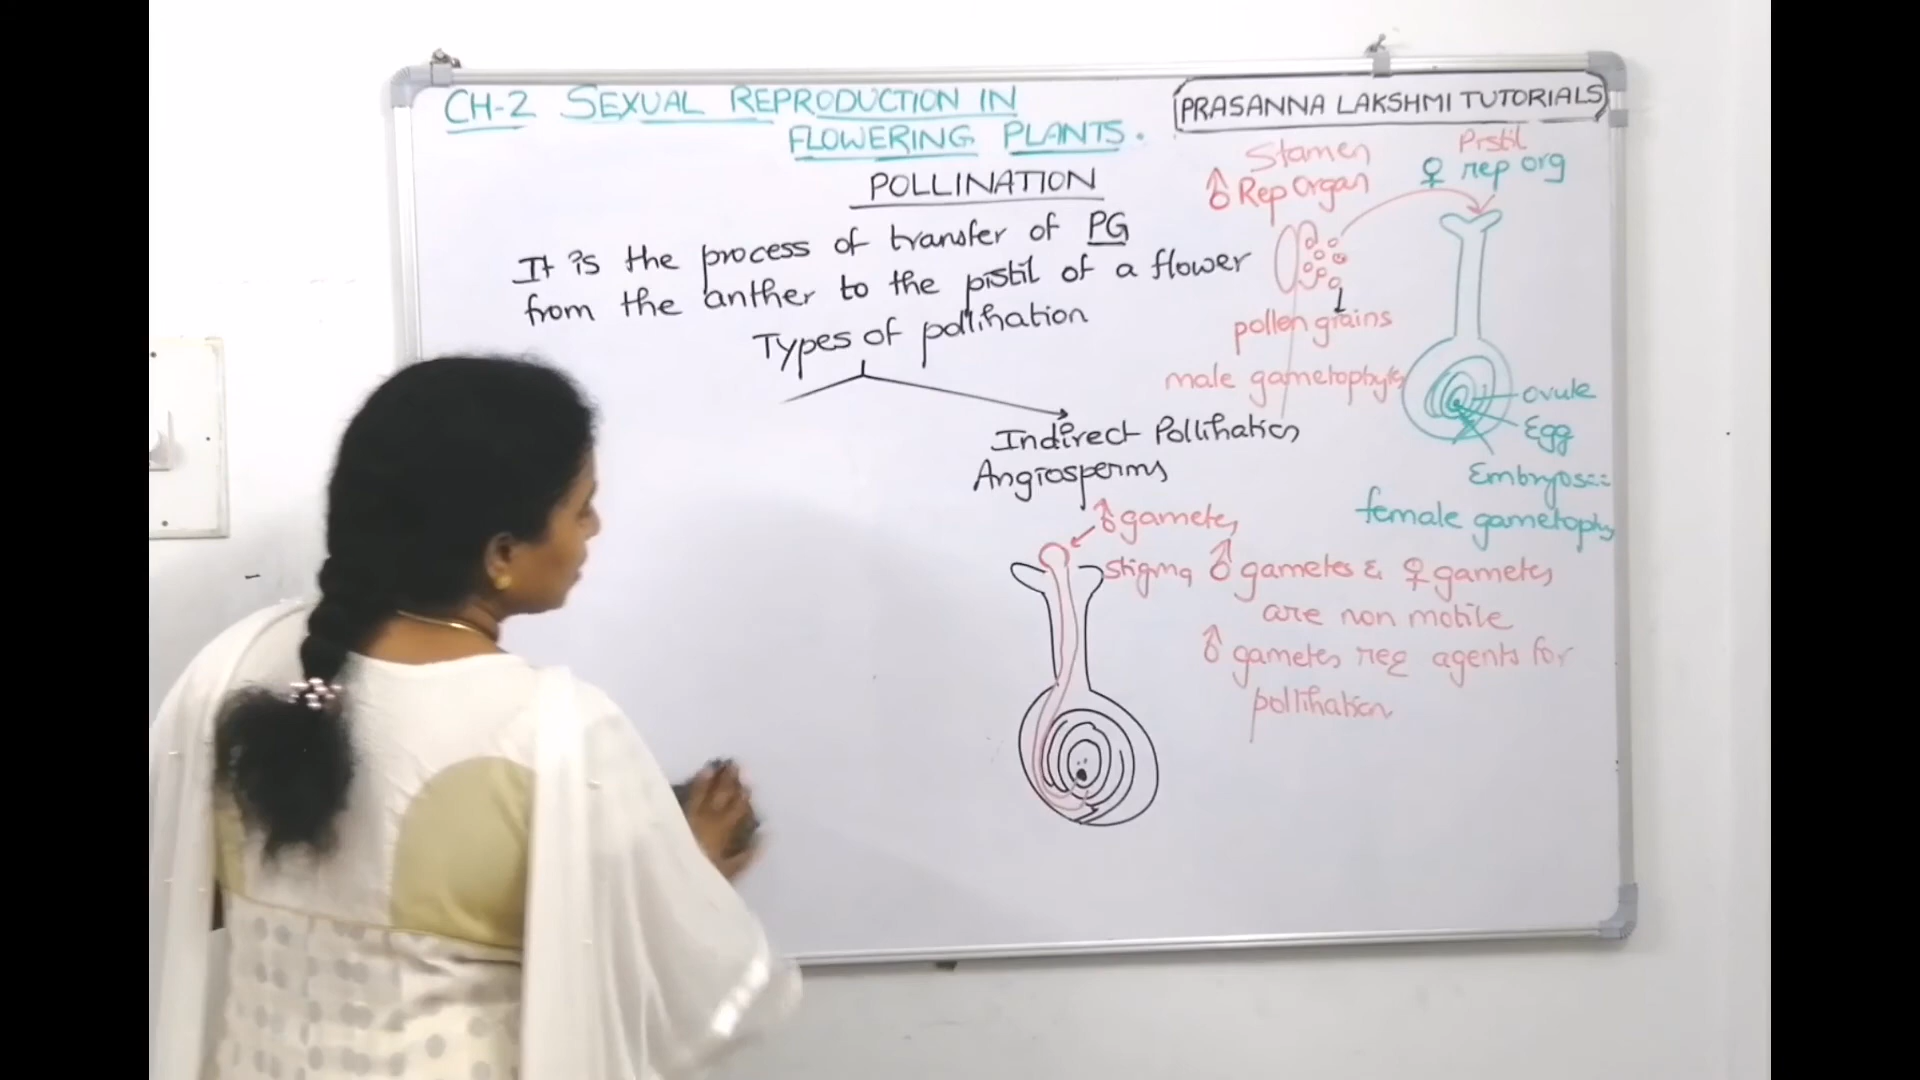 CH-2 SEXUAL REPRODUCTION IN
FLOWERING PLANTS.
PRASANNA LAKSHMI TUTORIALS
POLLINATION
It is the process of transfer of PG
from the anther to the pistil of a flower
Types of pollination
Indirect Pollination
Angiosperms
♂ gametes
stigma
♂ gametes & ♀ gametes
are non motile
♂ gametes req agents for
pollination
Stamen
♂ Rep Organ
pollen grains
male gametophyte
Pistil
♀ rep org
ovule
Egg
Embryosac
female gametophy